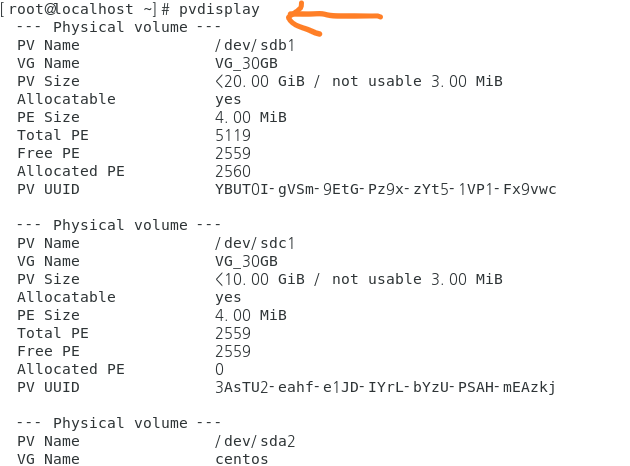 [root@localhost ~]# pvdisplay
--- Physical volume ---
PV Name /dev/sdb1
VG Name VG_30GB
PV Size <20.00 GiB / not usable 3.00 MiB
Allocatable yes
PE Size 4.00 MiB
Total PE 5119
Free PE 2559
Allocated PE 2560
PV UUID YBUT0I-gVSm-9EtG-Pz9x-zYt5-1VP1-Fx9vwc
--- Physical volume ---
PV Name /dev/sdc1
VG Name VG_30GB
PV Size <10.00 GiB / not usable 3.00 MiB
Allocatable yes
PE Size 4.00 MiB
Total PE 2559
Free PE 2559
Allocated PE 0
PV UUID 3AsTU2-eahf-e1JD-IYrL-bYzU-PSAH-mEAzkj
--- Physical volume ---
PV Name /dev/sda2
VG Name centos